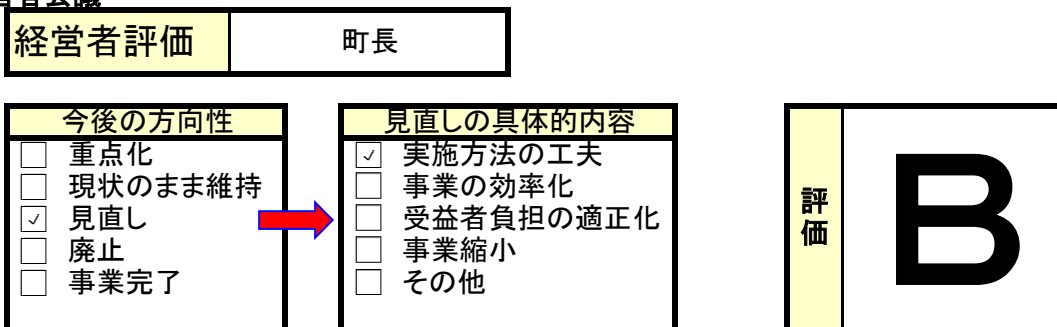 経営者評価 町長
今後の方向性
☐ 重点化
☐ 現状のまま維持
☑ 見直し
☐ 廃止
☐ 事業完了
見直しの具体的内容
☑ 実施方法の工夫
☐ 事業の効率化
☐ 受益者負担の適正化
☐ 事業縮小
☐ その他
評価
B